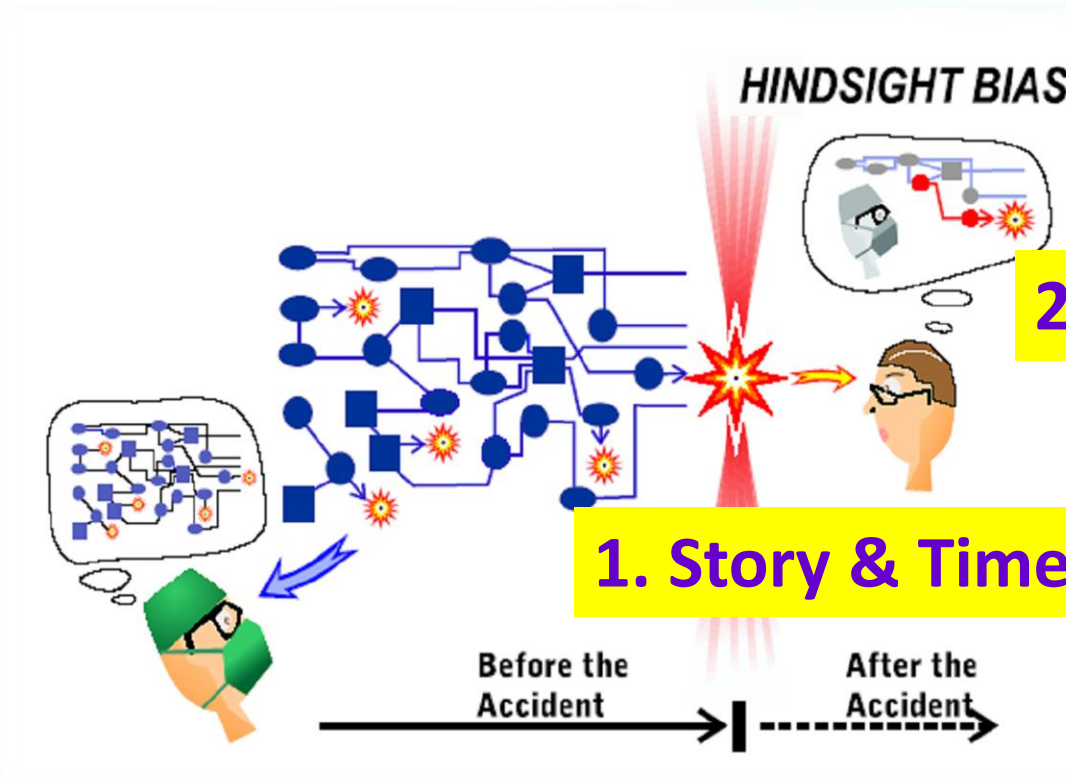 HINDSIGHT BIAS
2
1. Story & Time
Before the
Accident
After the
Accident